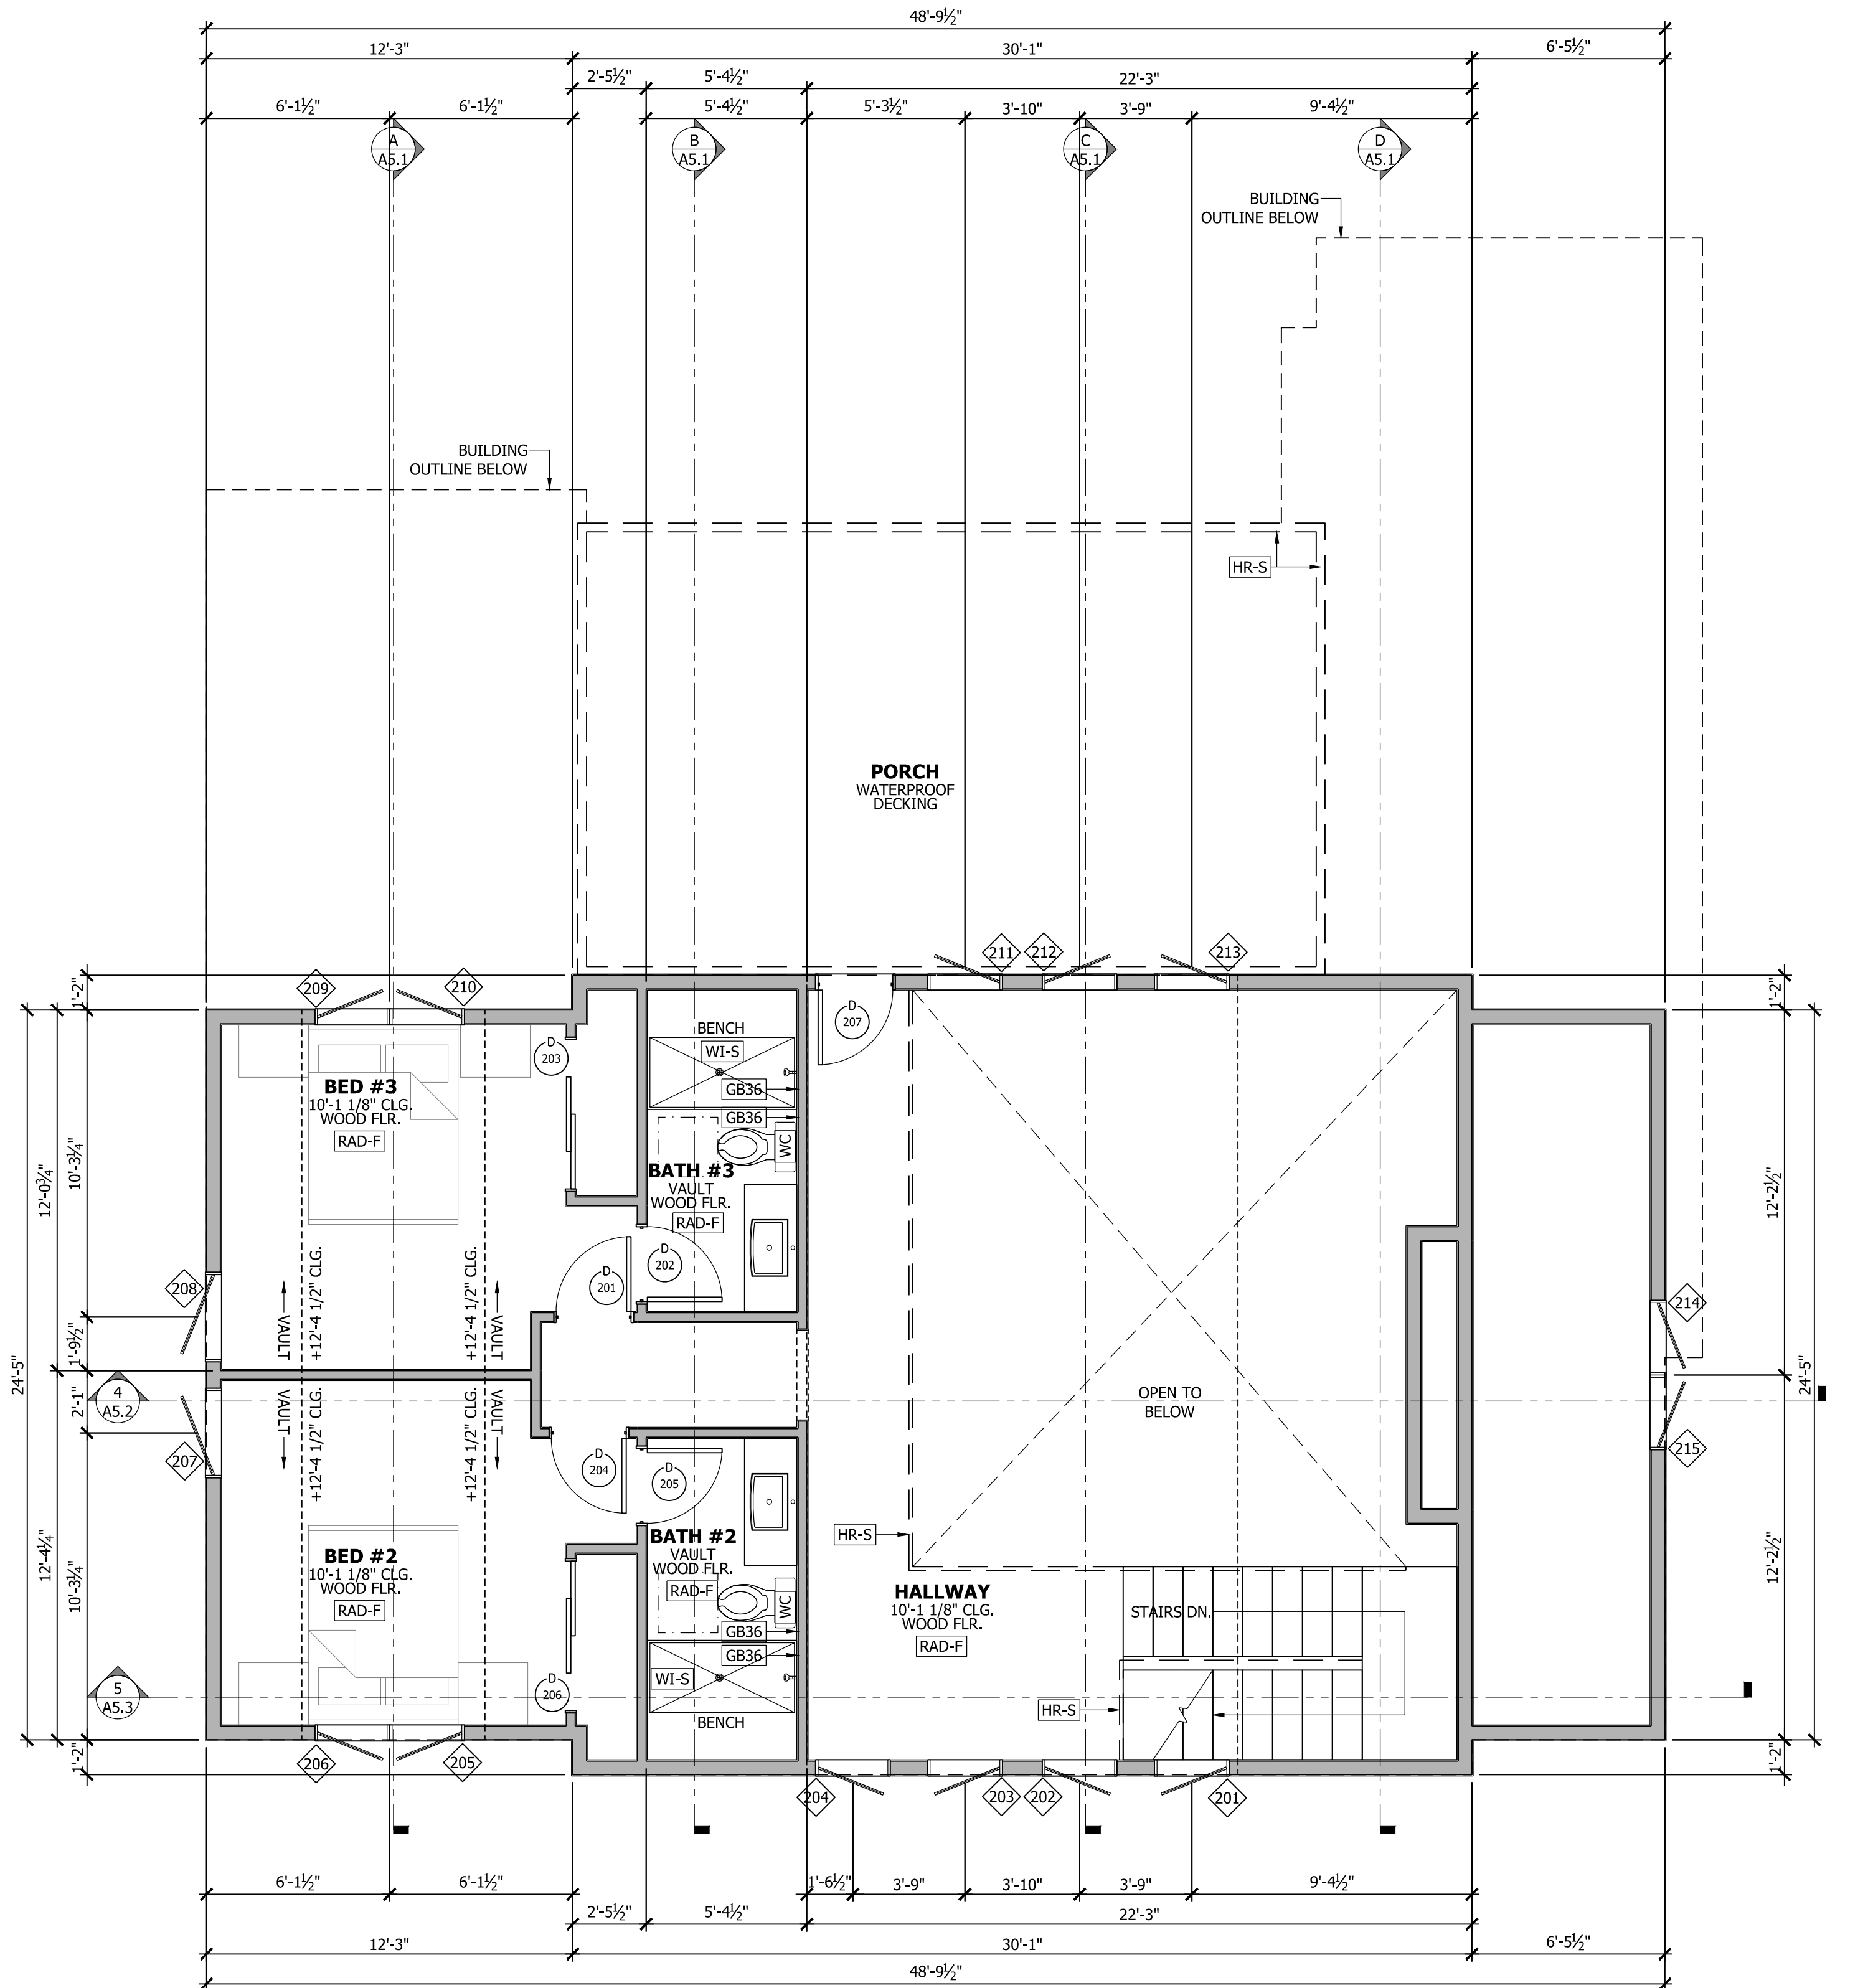 48'-9½"
12'-3"
30'-1"
6'-5½"
2'-5½"
5'-4½"
22'-3"
6'-1½"
6'-1½"
5'-4½"
5'-3½"
3'-10"
3'-9"
9'-4½"
A
A5.1
B
A5.1
C
A5.1
D
A5.1
BUILDING
OUTLINE BELOW
BUILDING
OUTLINE BELOW
HR-S
PORCH
WATERPROOF
DECKING
209
210
211
212
213
1'-2"
1'-2"
D
203
D
207
BENCH
WI-S
GB36
GB36
WC
BED #3
10'-1 1/8" CLG.
WOOD FLR.
RAD-F
BATH #3
VAULT
WOOD FLR.
RAD-F
10'-3¼"
12'-0¾"
12'-2½"
D
202
D
201
208
214
VAULT
+12'-4 1/2" CLG.
+12'-4 1/2" CLG.
VAULT
1'-9½"
24'-5"
24'-5"
2'-1"
4
A5.2
VAULT
+12'-4 1/2" CLG.
+12'-4 1/2" CLG.
VAULT
OPEN TO
BELOW
207
215
D
204
D
205
HR-S
BED #2
10'-1 1/8" CLG.
WOOD FLR.
RAD-F
BATH #2
VAULT
WOOD FLR.
RAD-F
WC
GB36
GB36
WI-S
BENCH
HALLWAY
10'-1 1/8" CLG.
WOOD FLR.
RAD-F
STAIRS DN.
HR-S
12'-4¼"
10'-3¼"
12'-2½"
5
A5.3
D
206
1'-2"
1'-2"
206
205
204
203
202
201
6'-1½"
6'-1½"
1'-6½"
3'-9"
3'-10"
3'-9"
9'-4½"
2'-5½"
5'-4½"
22'-3"
12'-3"
30'-1"
6'-5½"
48'-9½"